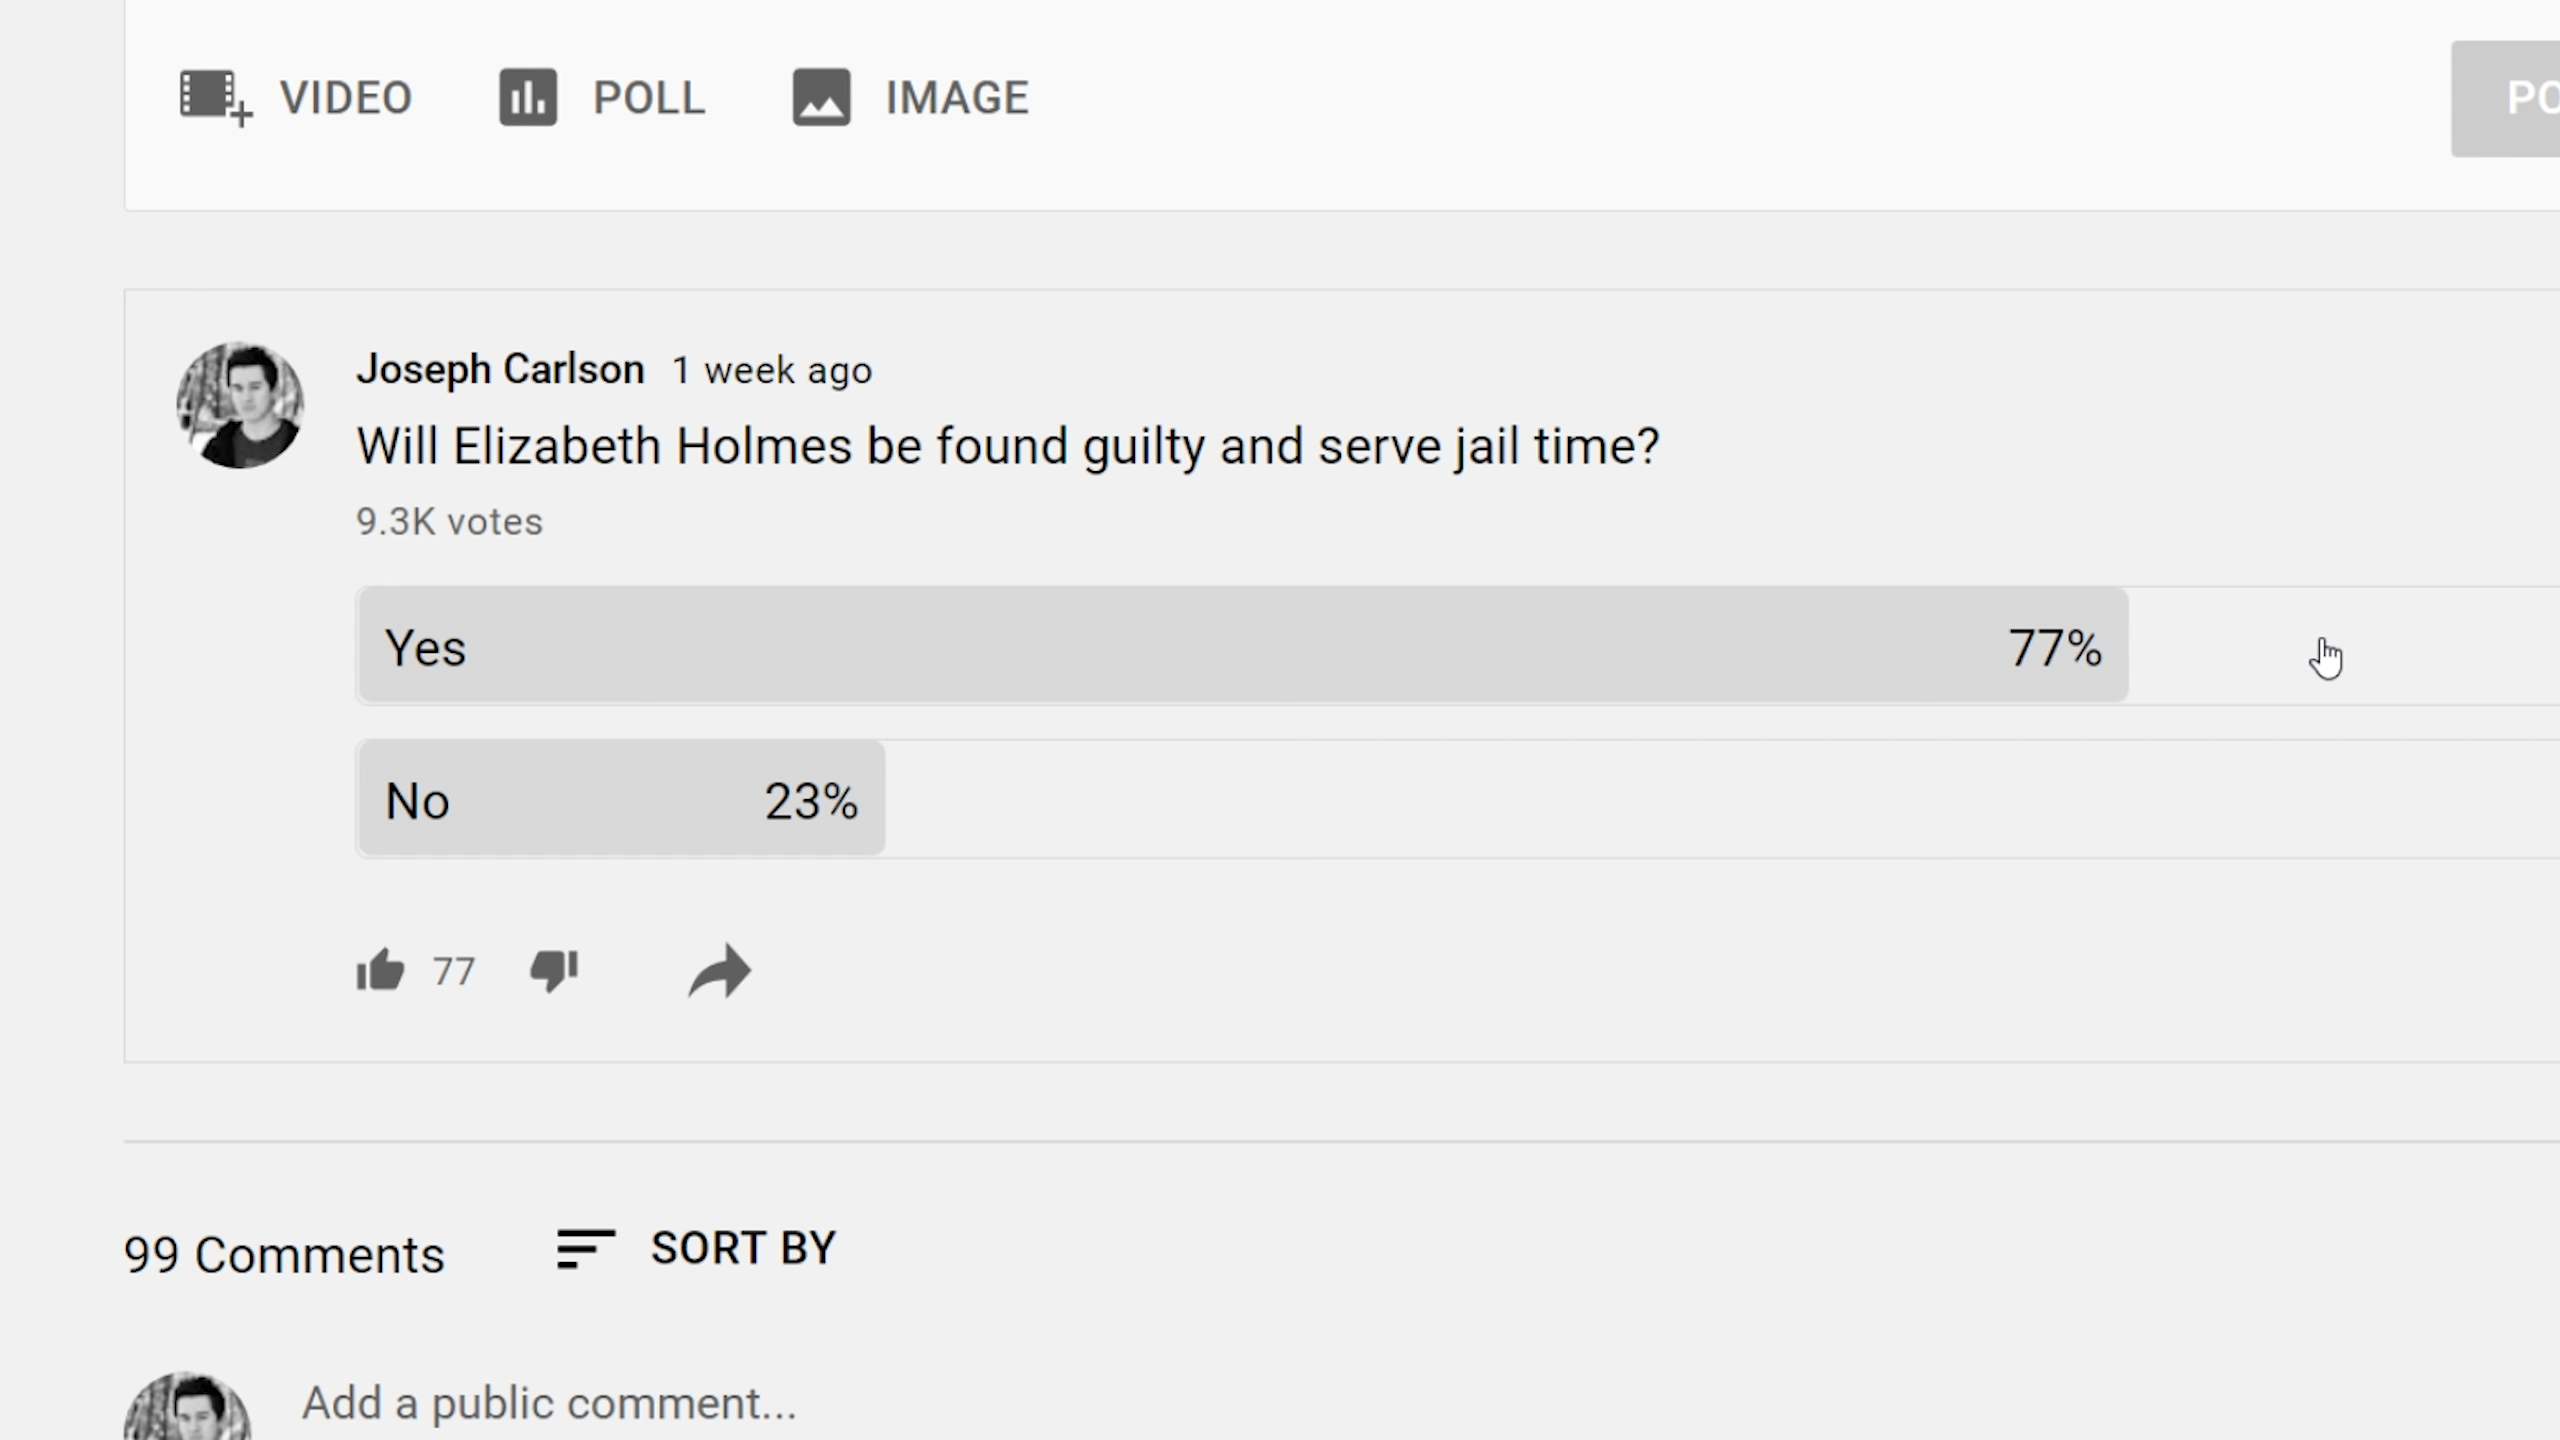 VIDEO POLL IMAGE
Joseph Carlson 1 week ago
Will Elizabeth Holmes be found guilty and serve jail time?
9.3K votes
Yes 77%
No 23%
77
99 Comments SORT BY
Add a public comment...